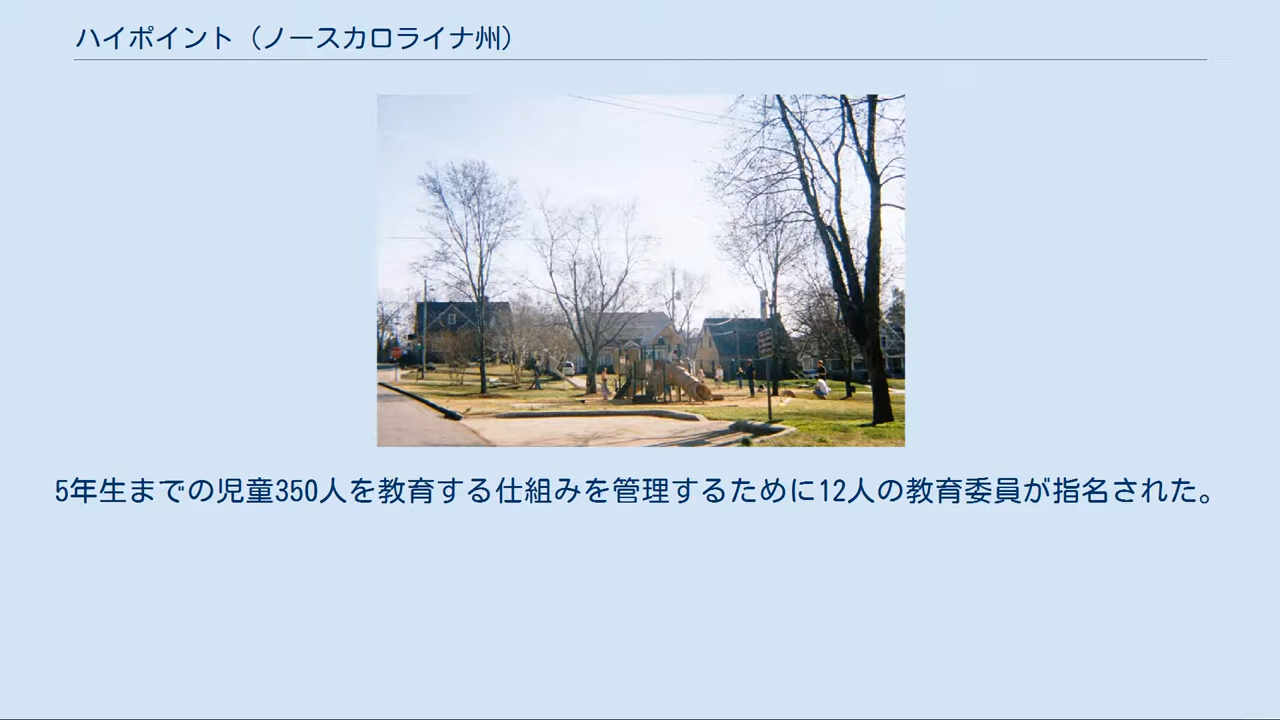 ハイポイント（ノースカロライナ州）
5年生までの児童350人を教育する仕組みを管理するために12人の教育委員が指名された。